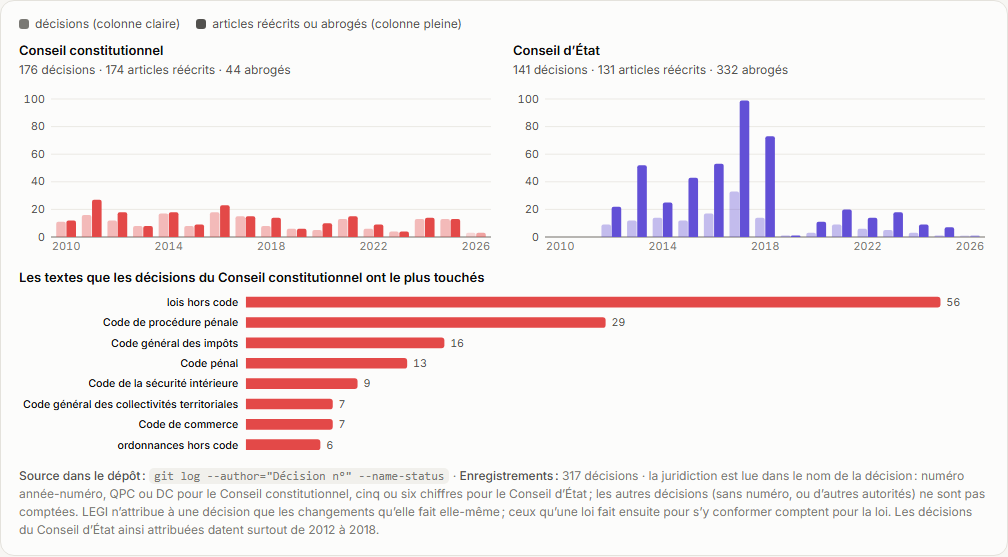 décisions (colonne claire) articles réécrits ou abrogés (colonne pleine)
Conseil constitutionnel
176 décisions · 174 articles réécrits · 44 abrogés
100
80
60
40
20
0
2010 2014 2018 2022 2026
Conseil d’État
141 décisions · 131 articles réécrits · 332 abrogés
100
80
60
40
20
0
2010 2014 2018 2022 2026
Les textes que les décisions du Conseil constitutionnel ont le plus touchés
lois hors code 56
Code de procédure pénale 29
Code général des impôts 16
Code pénal 13
Code de la sécurité intérieure 9
Code général des collectivités territoriales 7
Code de commerce 7
ordonnances hors code 6
Source dans le dépôt : git log --author="Décision n°" --name-status · Enregistrements : 317 décisions · la juridiction est lue dans le nom de la décision : numéro
année-numéro, QPC ou DC pour le Conseil constitutionnel, cinq ou six chiffres pour le Conseil d’État ; les autres décisions (sans numéro, ou d’autres autorités) ne sont pas
comptées. LEGI n’attribue à une décision que les changements qu’elle fait elle-même ; ceux qu’une loi fait ensuite pour s’y conformer comptent pour la loi. Les décisions
du Conseil d’État ainsi attribuées datent surtout de 2012 à 2018.